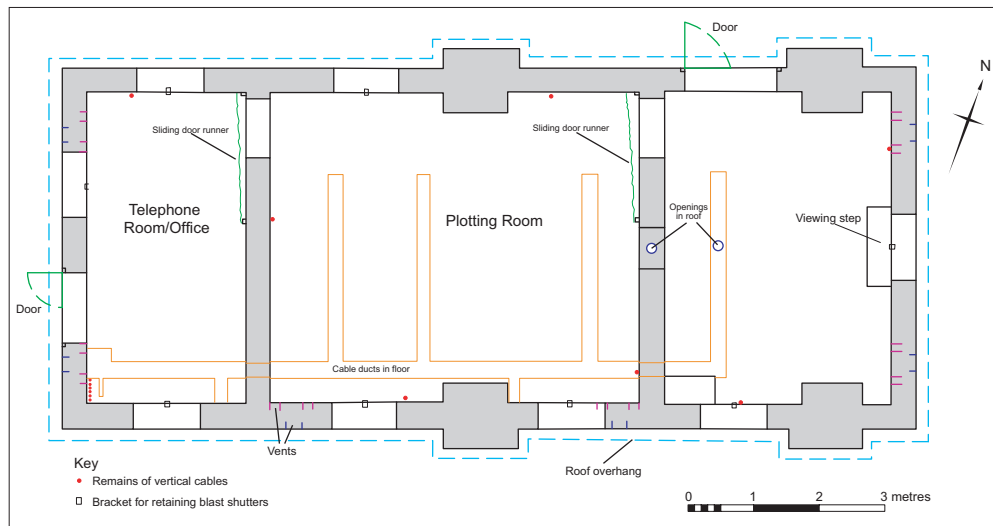 Door
N
Sliding door runner
Sliding door runner
Telephone
Room/Office
Plotting Room
Openings
in roof
Viewing step
Door
Cable ducts in floor
Vents
Roof overhang
Key
Remains of vertical cables
Bracket for retaining blast shutters
0 1 2 3 metres